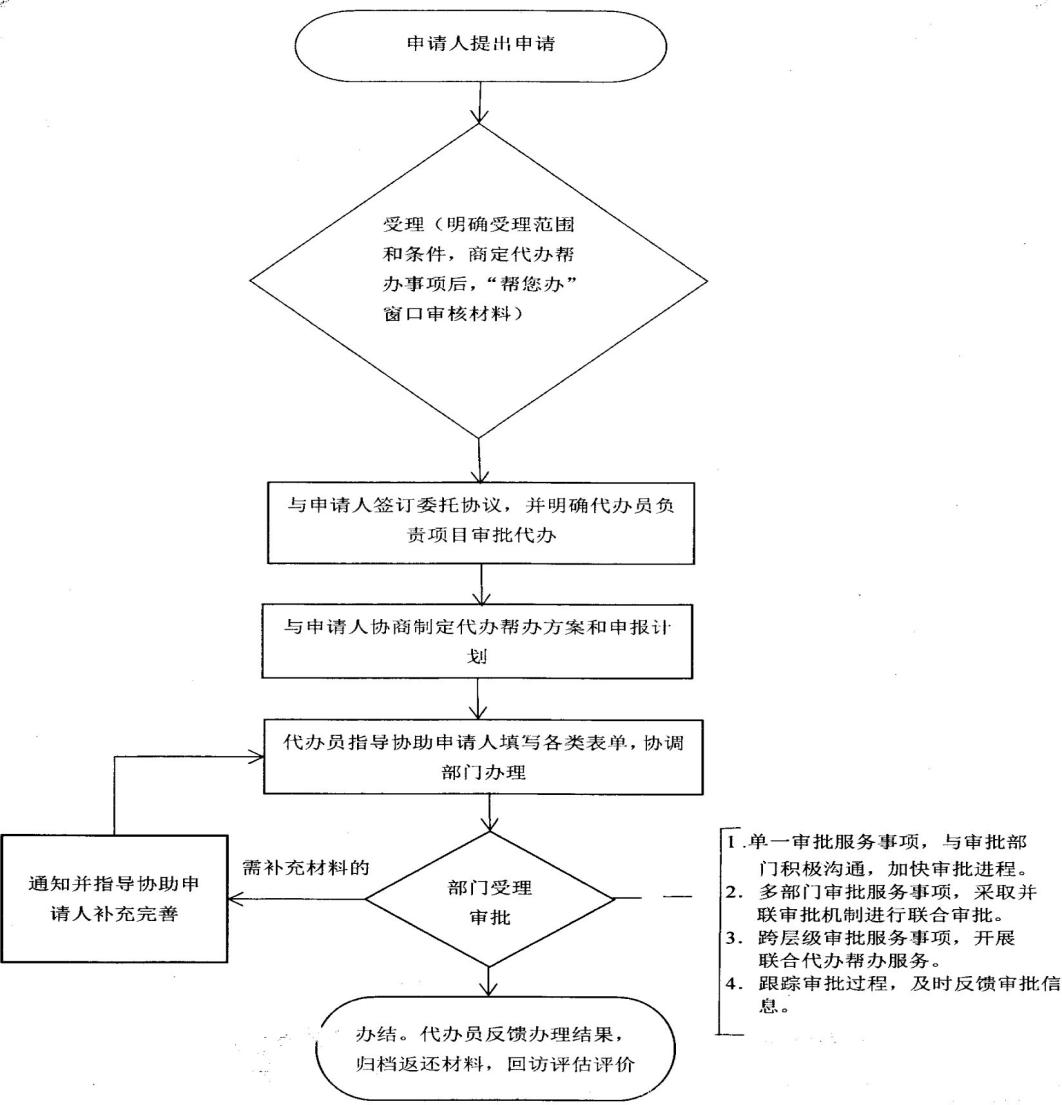 申请人提出申请
受理（明确受理范围
和条件，商定代办帮
办事项后，“帮您办”
窗口审核材料）
与申请人签订委托协议，并明确代办员负
责项目审批代办
与申请人协商制定代办帮办方案和申报计
划
代办员指导协助申请人填写各类表单，协调
部门办理
需补充材料的
通知并指导协助申
请人补充完善
部门受理
审批
1.单一审批服务事项，与审批部
门积极沟通，加快审批进程。
2．多部门审批服务事项，采取并
联审批机制进行联合审批。
3．跨层级审批服务事项，开展
联合代办帮办服务。
4．跟踪审批过程，及时反馈审批信
息。
办结。代办员反馈办理结果，
归档返还材料，回访评估评价